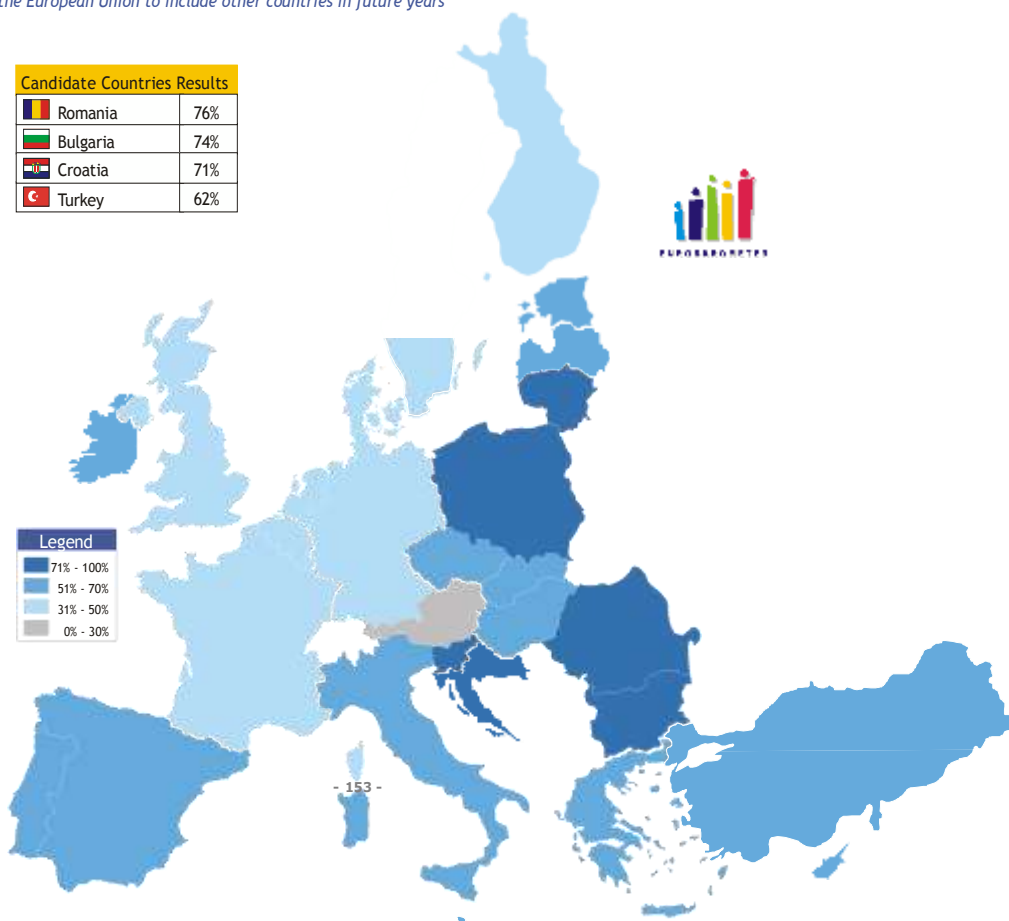 the European Union to include other countries in future years
Candidate Countries Results
Romania 76%
Bulgaria 74%
Croatia 71%
Turkey 62%
EUROBAROMETER
Legend
71% - 100%
51% - 70%
31% - 50%
0% - 30%
- 153 -